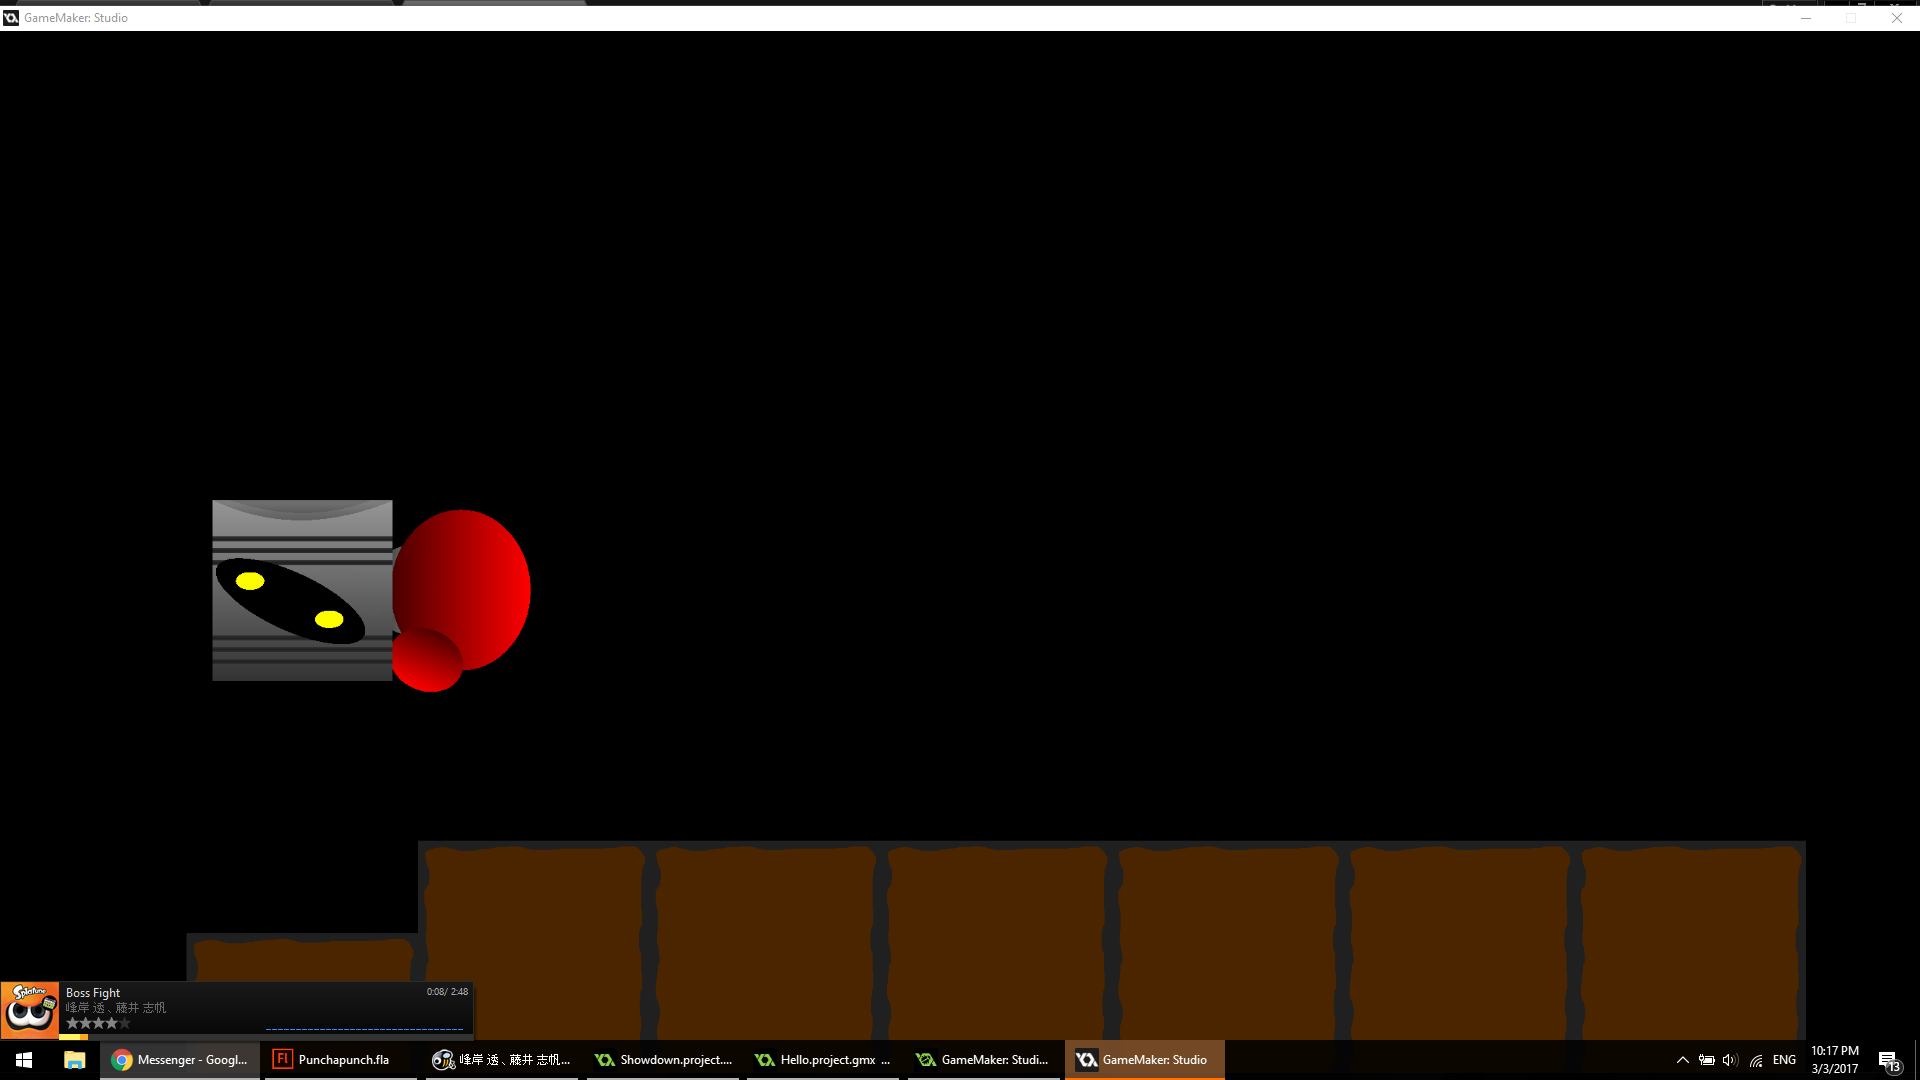 GameMaker: Studio
Splatune
Boss Fight
0:08/ 2:48
峰岸 透、藤井 志帆
Messenger - Googl...
Fl
Punchapunch.fla
峰岸 透、藤井 志帆...
Showdown.project....
Hello.project.gmx ...
GameMaker: Studi...
GameMaker: Studio
ENG
10:17 PM
3/3/2017
13